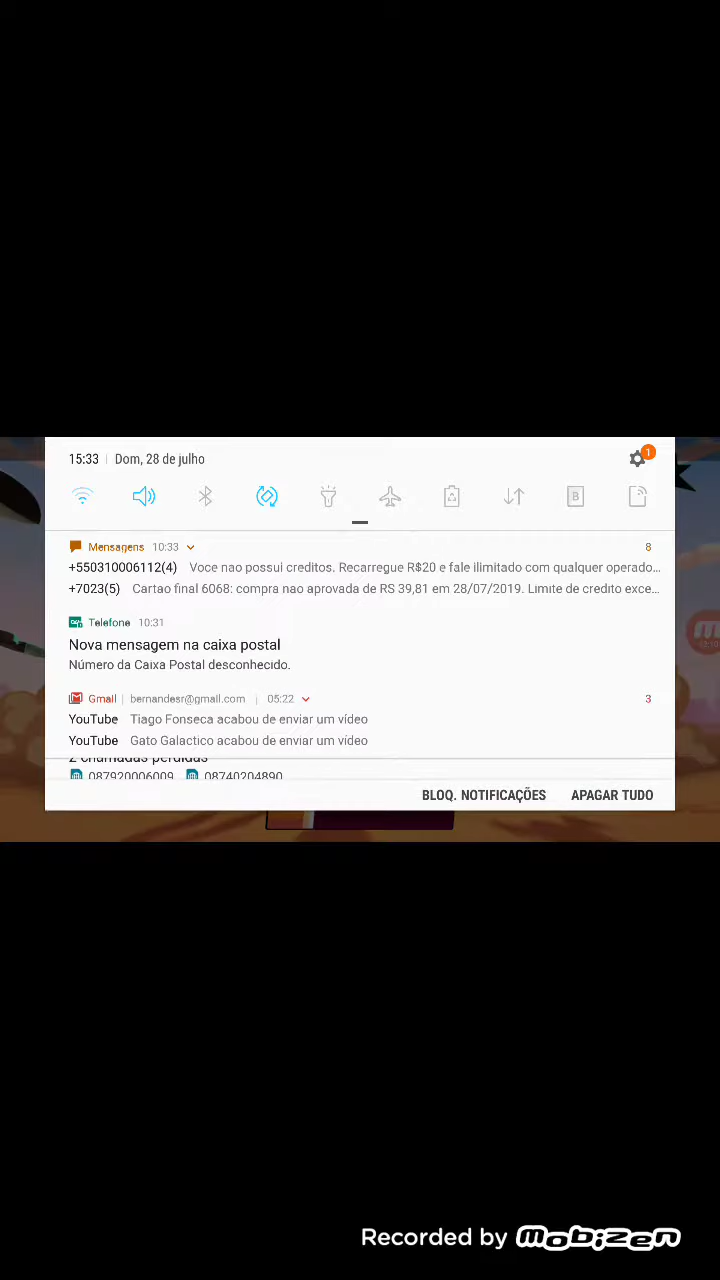 15:33 Dom, 28 de julho
1
B
Mensagens 10:33 8
+550310006112(4) Voce nao possui creditos. Recarregue R$20 e fale ilimitado com qualquer operado...
+7023(5) Cartao final 6068: compra nao aprovada de RS 39,81 em 28/07/2019. Limite de credito exce...
Telefone 10:31
Nova mensagem na caixa postal
Número da Caixa Postal desconhecido.
Gmail bernandesr@gmail.com 05:22 3
YouTube Tiago Fonseca acabou de enviar um vídeo
YouTube Gato Galactico acabou de enviar um vídeo
2 chamadas perdidas
087920006009 08740204890
BLOQ. NOTIFICAÇÕES APAGAR TUDO
Recorded by mobizen